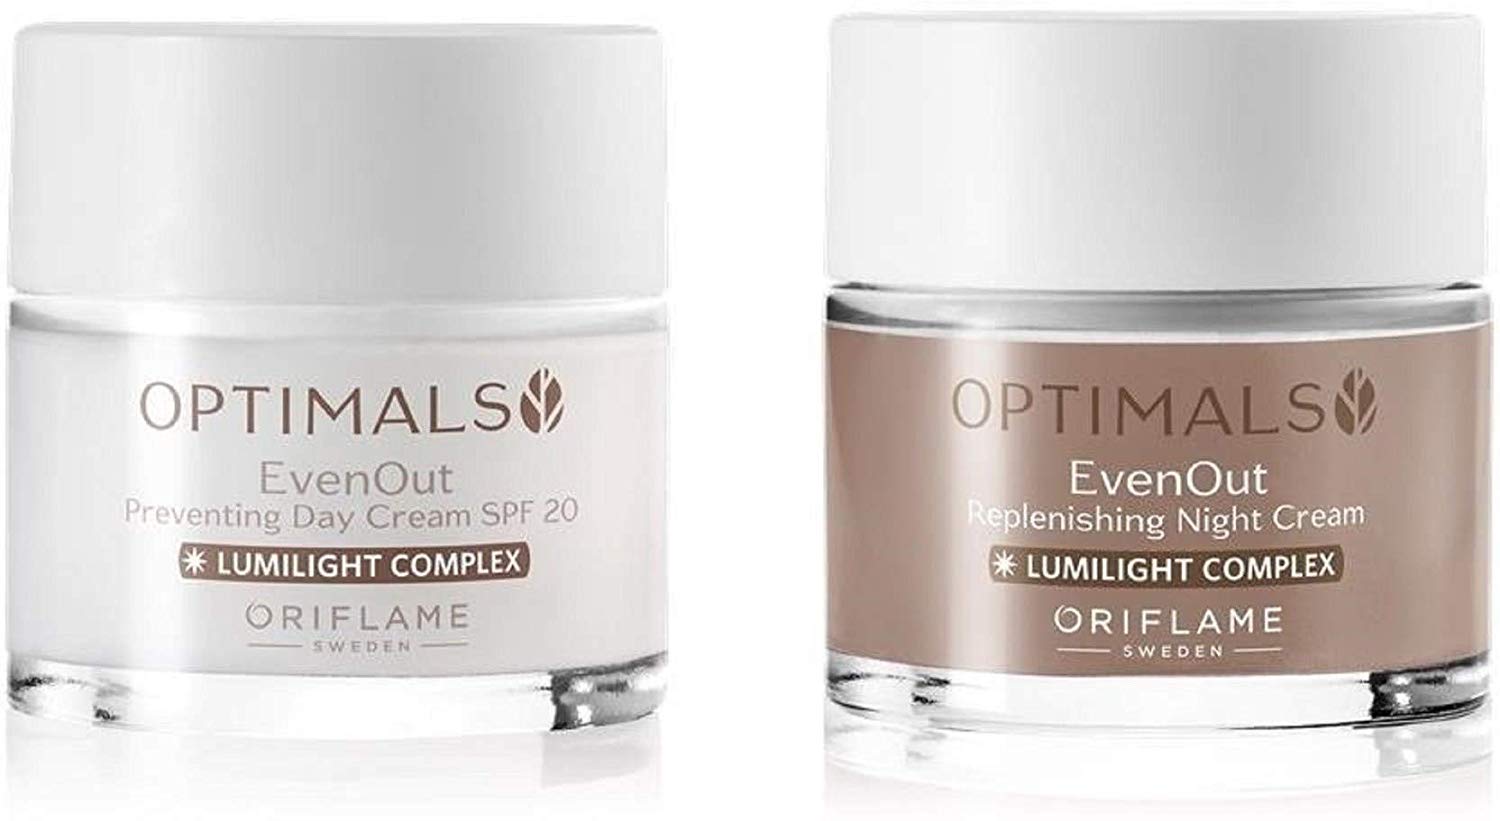 OPTIMALS
EvenOut
Preventing Day Cream SPF 20
LUMILIGHT COMPLEX
ORIFLAME
SWEDEN
OPTIMALS
EvenOut
Replenishing Night Cream
LUMILIGHT COMPLEX
ORIFLAME
SWEDEN